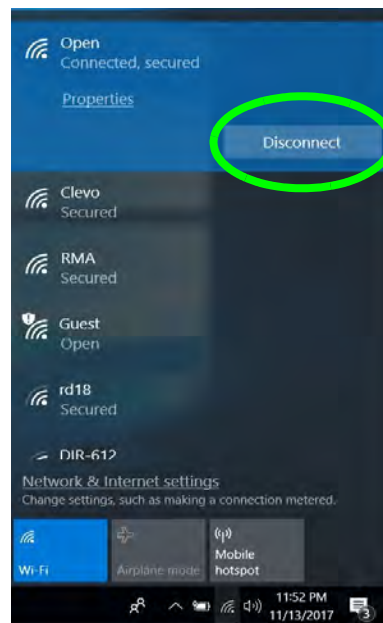 Open
Connected, secured
Properties
Disconnect
Clevo
Secured
RMA
Secured
Guest
Open
rd18
Secured
DIR-612
Network & Internet settings
Change settings, such as making a connection metered.
Wi-Fi
Airplane mode
Mobile
hotspot
11:52 PM
11/13/2017
3